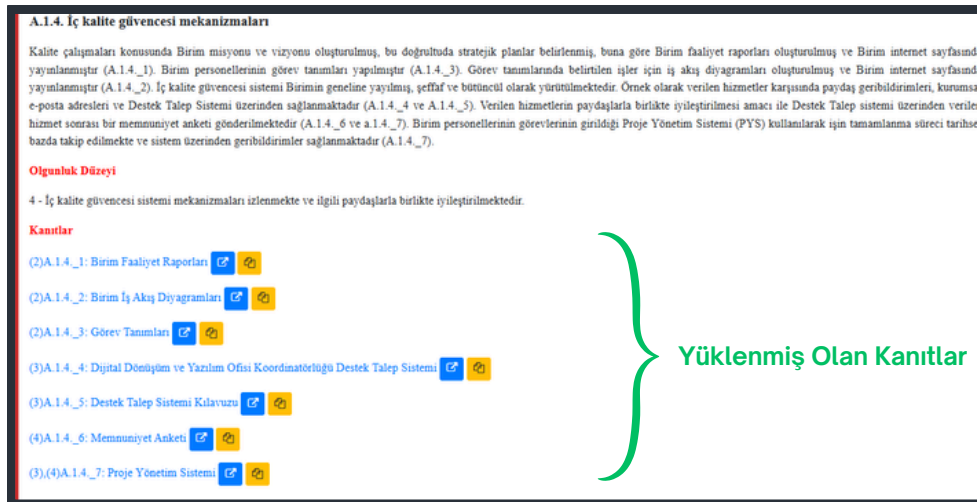 A.1.4. İç kalite güvencesi mekanizmaları
Kalite çalışmaları konusunda Birim misyonu ve vizyonu oluşturulmuş, bu doğrultuda stratejik planlar belirlenmiş, buna göre Birim faaliyet raporları oluşturulmuş ve Birim internet sayfasınd
yayınlanmıştır (A.1.4._1). Birim personellerinin görev tanımları yapılmıştır (A.1.4._3). Görev tanımlarında belirtilen işler için iş akış diyagramları oluşturulmuş ve Birim internet sayfasınd
yayınlanmıştır (A.1.4._2). İç kalite güvencesi sistemi Birimin geneline yayılmış, şeffaf ve bütüncül olarak yürütülmektedir. Örnek olarak verilen hizmetler karşısında paydaş geribildirimleri, kurumsa
e-posta adresleri ve Destek Talep Sistemi üzerinden sağlanmaktadır (A.1.4._4 ve A.1.4._5). Verilen hizmetlerin paydaşlarla birlikte iyileştirilmesi amacı ile Destek Talep sistemi üzerinden verile
hizmet sonrası bir memnuniyet anketi gönderilmektedir (A.1.4._6 ve a.1.4._7). Birim personellerinin görevlerinin girildiği Proje Yönetim Sistemi (PYS) kullanılarak işin tamamlanma süreci tarihse
bazda takip edilmekte ve sistem üzerinden geribildirimler sağlanmaktadır (A.1.4._7).
Olgunluk Düzeyi
4 - İç kalite güvencesi sistemi mekanizmaları izlenmekte ve ilgili paydaşlarla birlikte iyileştirilmektedir.
Kanıtlar
(2)A.1.4._1: Birim Faaliyet Raporları
(2)A.1.4._2: Birim İş Akış Diyagramları
(2)A.1.4._3: Görev Tanımları
(3)A.1.4._4: Dijital Dönüşüm ve Yazılım Ofisi Koordinatörlüğü Destek Talep Sistemi
(3)A.1.4._5: Destek Talep Sistemi Kılavuzu
(4)A.1.4._6: Memnuniyet Anketi
(3),(4)A.1.4._7: Proje Yönetim Sistemi
Yüklenmiş Olan Kanıtlar